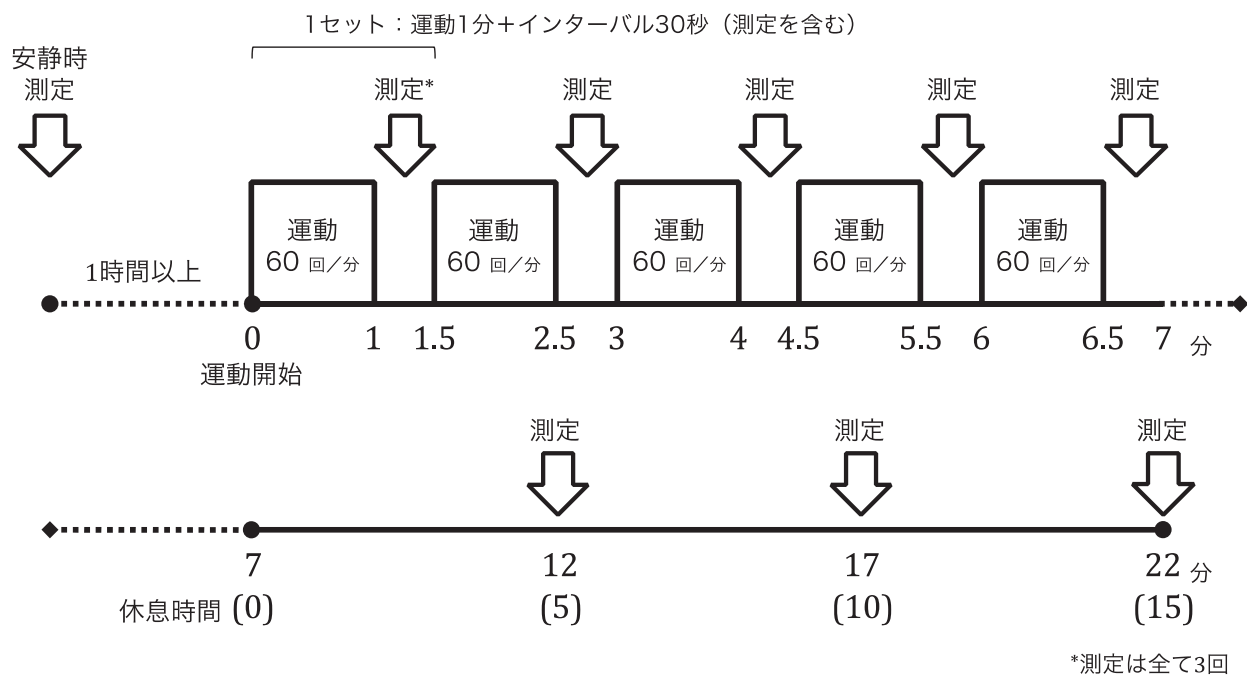 1セット：運動1分＋インターバル30秒（測定を含む）
安静時
測定
測定*
測定
測定
測定
測定
運動
60 回／分
運動
60 回／分
運動
60 回／分
運動
60 回／分
運動
60 回／分
1時間以上
0 1 1.5 2.5 3 4 4.5 5.5 6 6.5 7 分
運動開始
測定 測定 測定
7 12 17 22 分
休息時間 (0) (5) (10) (15)
*測定は全て3回